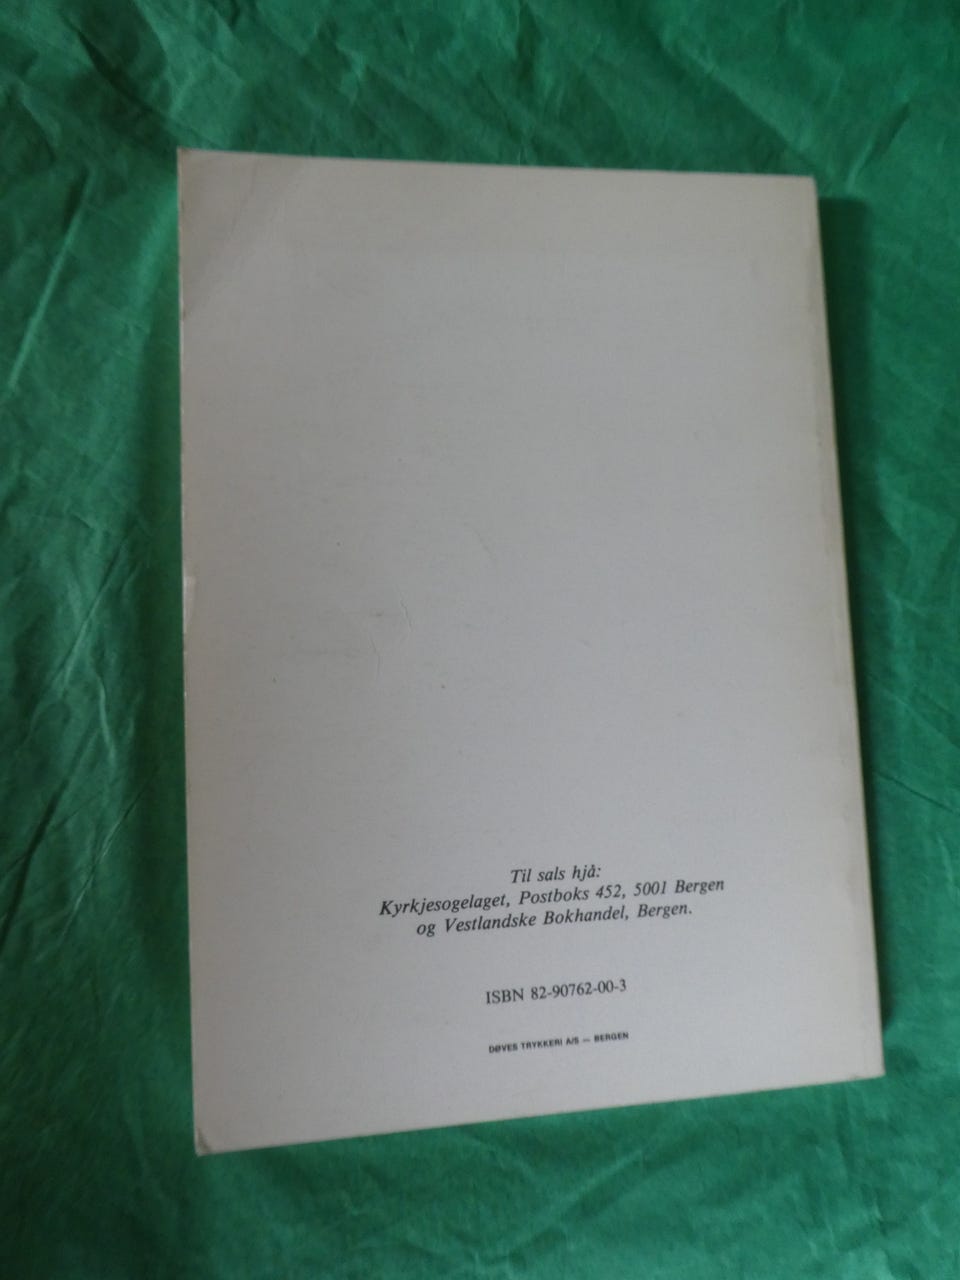 Til sals hjå:
Kyrkjesogelaget, Postboks 452, 5001 Bergen
og Vestlandske Bokhandel, Bergen.
ISBN 82-90762-00-3
DØVES TRYKKERI A/S — BERGEN